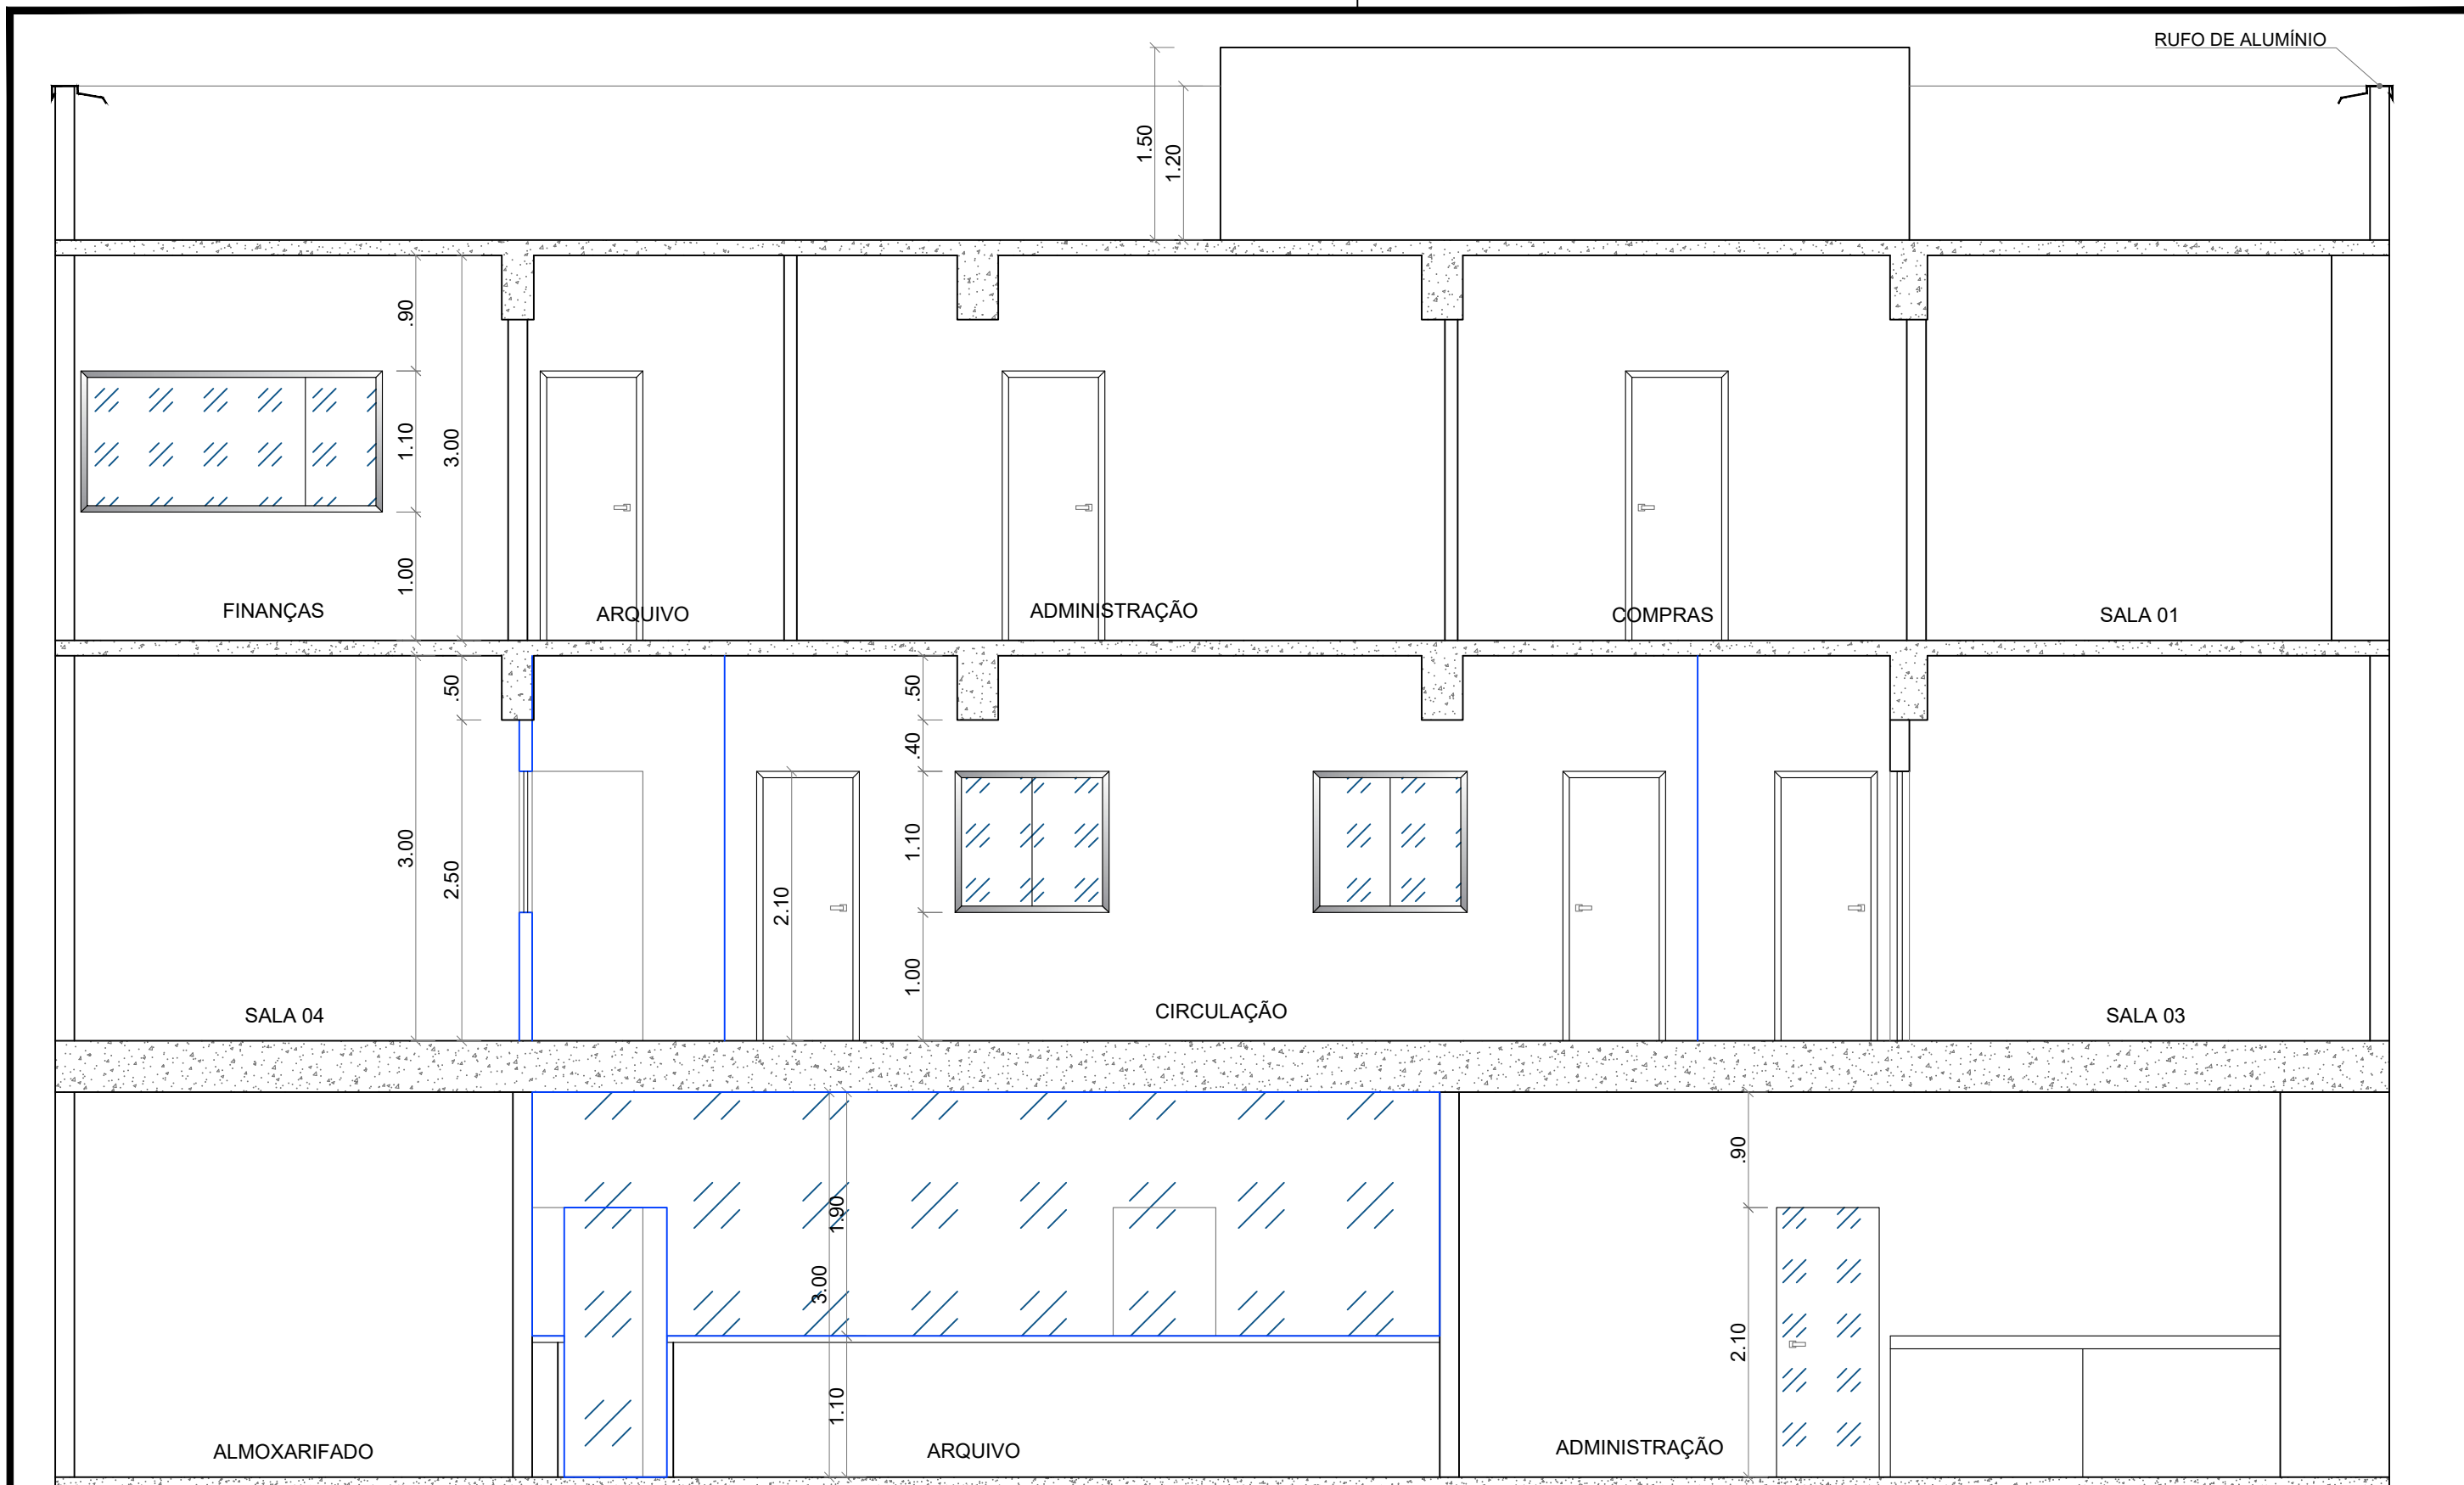 RUFO DE ALUMÍNIO
1.50
1.20
.90
1.10
3.00
1.00
FINANÇAS
ARQUIVO
ADMINISTRAÇÃO
COMPRAS
SALA 01
.50
.50
.40
3.00
2.50
2.10
1.10
1.00
SALA 04
CIRCULAÇÃO
SALA 03
.90
1.90
3.00
2.10
1.10
ALMOXARIFADO
ARQUIVO
ADMINISTRAÇÃO